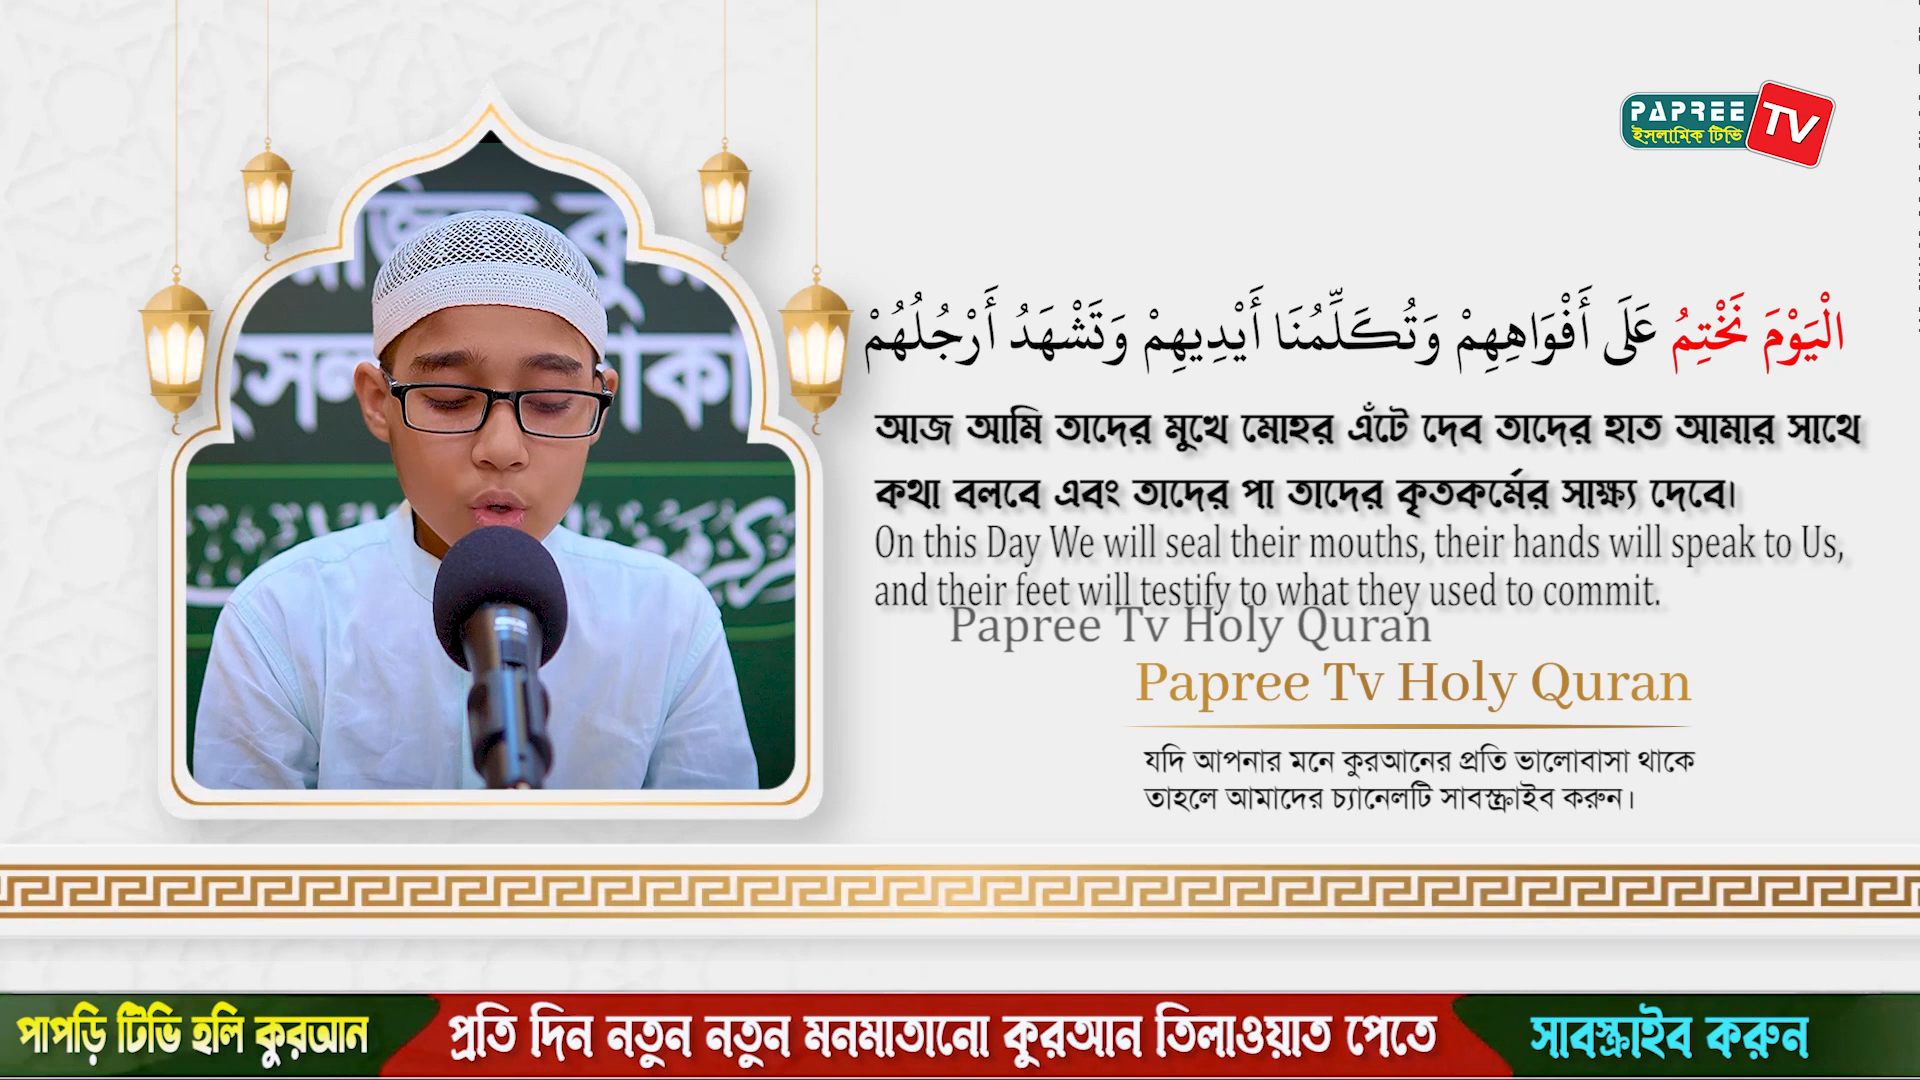 PAPREE TV
ইসলামিক টিভি
الْيَوْمَ نَخْتِمُ عَلَى أَفْوَاهِهِمْ وَتُكَلِّمُنَا أَيْدِيهِمْ وَتَشْهَدُ أَرْجُلُهُمْ
আজ আমি তাদের মুখে মোহর এঁটে দেব তাদের হাত আমার সাথে
কথা বলবে এবং তাদের পা তাদের কৃতকর্মের সাক্ষ্য দেবে।
On this Day We will seal their mouths, their hands will speak to Us,
and their feet will testify to what they used to commit.
Papree Tv Holy Quran
Papree Tv Holy Quran
যদি আপনার মনে কুরআনের প্রতি ভালোবাসা থাকে
তাহলে আমাদের চ্যানেলটি সাবস্ক্রাইব করুন।
পাপড়ি টিভি হলি কুরআন প্রতি দিন নতুন নতুন মনমাতানো কুরআন তিলাওয়াত পেতে সাবস্ক্রাইব করুন